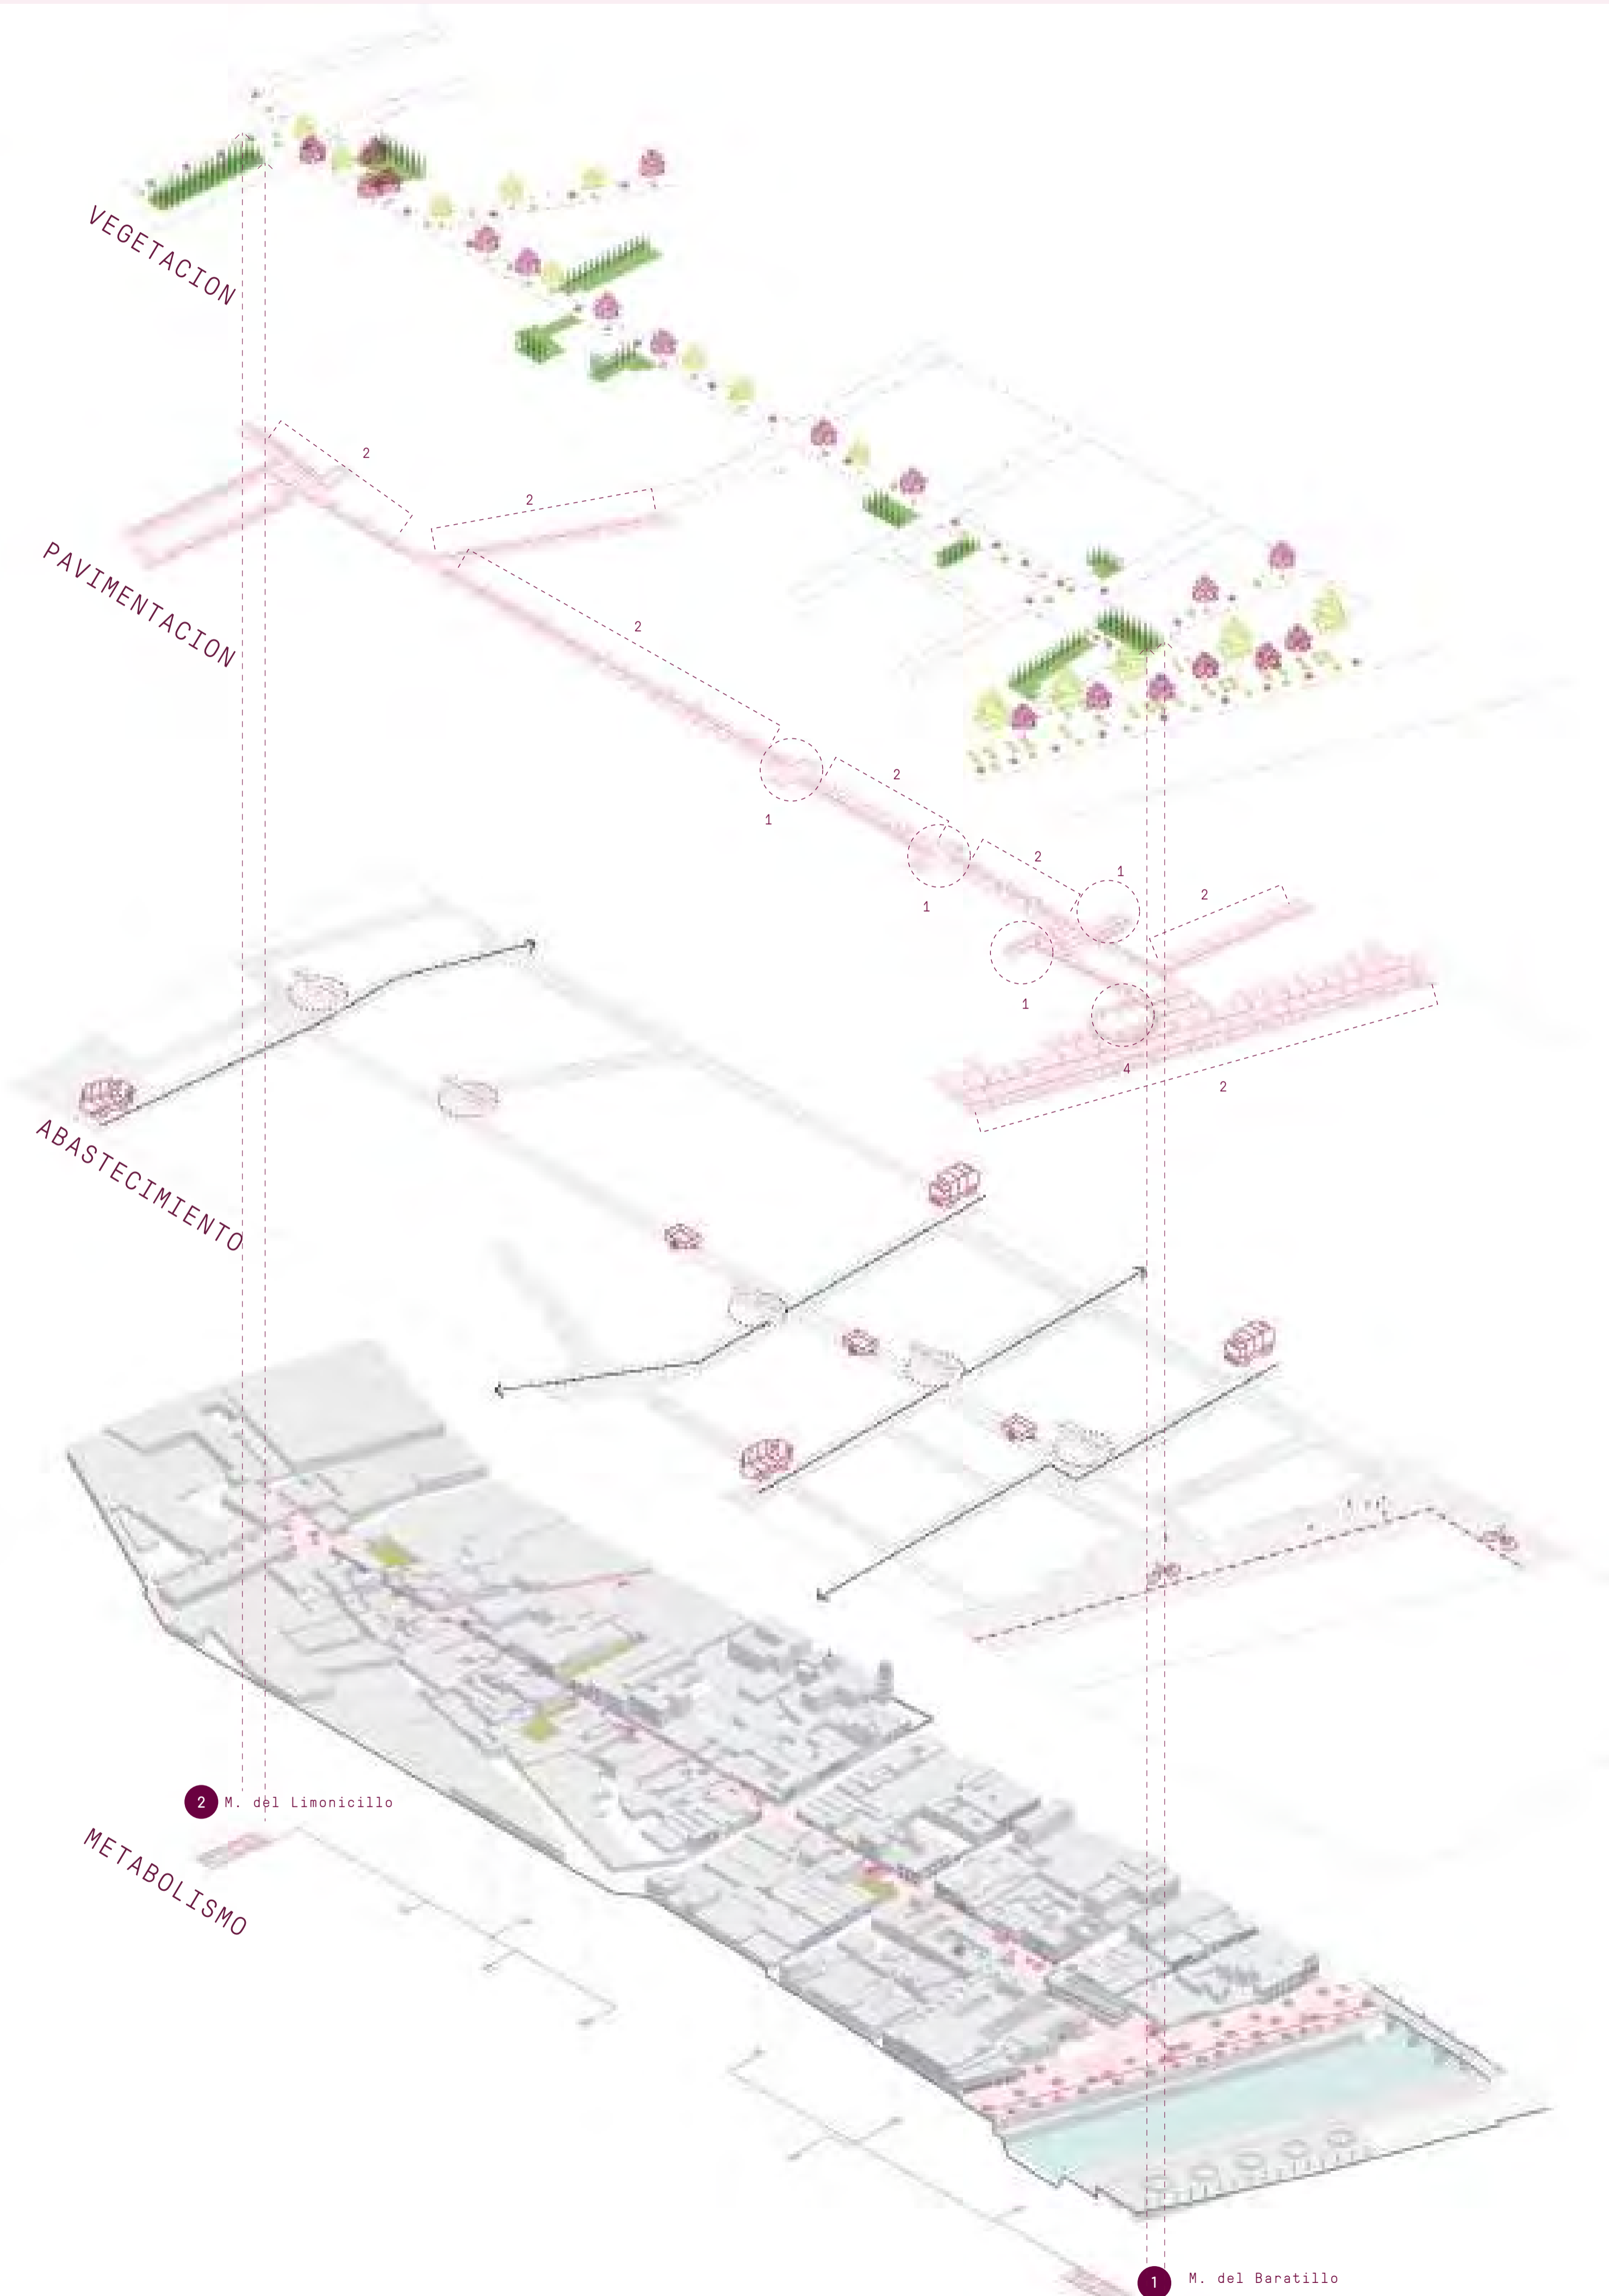 VEGETACION
2
2
PAVIMENTACION
2
2
1
2
1
2
1
1
4
2
ABASTECIMIENTO
2 M. del Limonicillo
METABOLISMO
1 M. del Baratillo